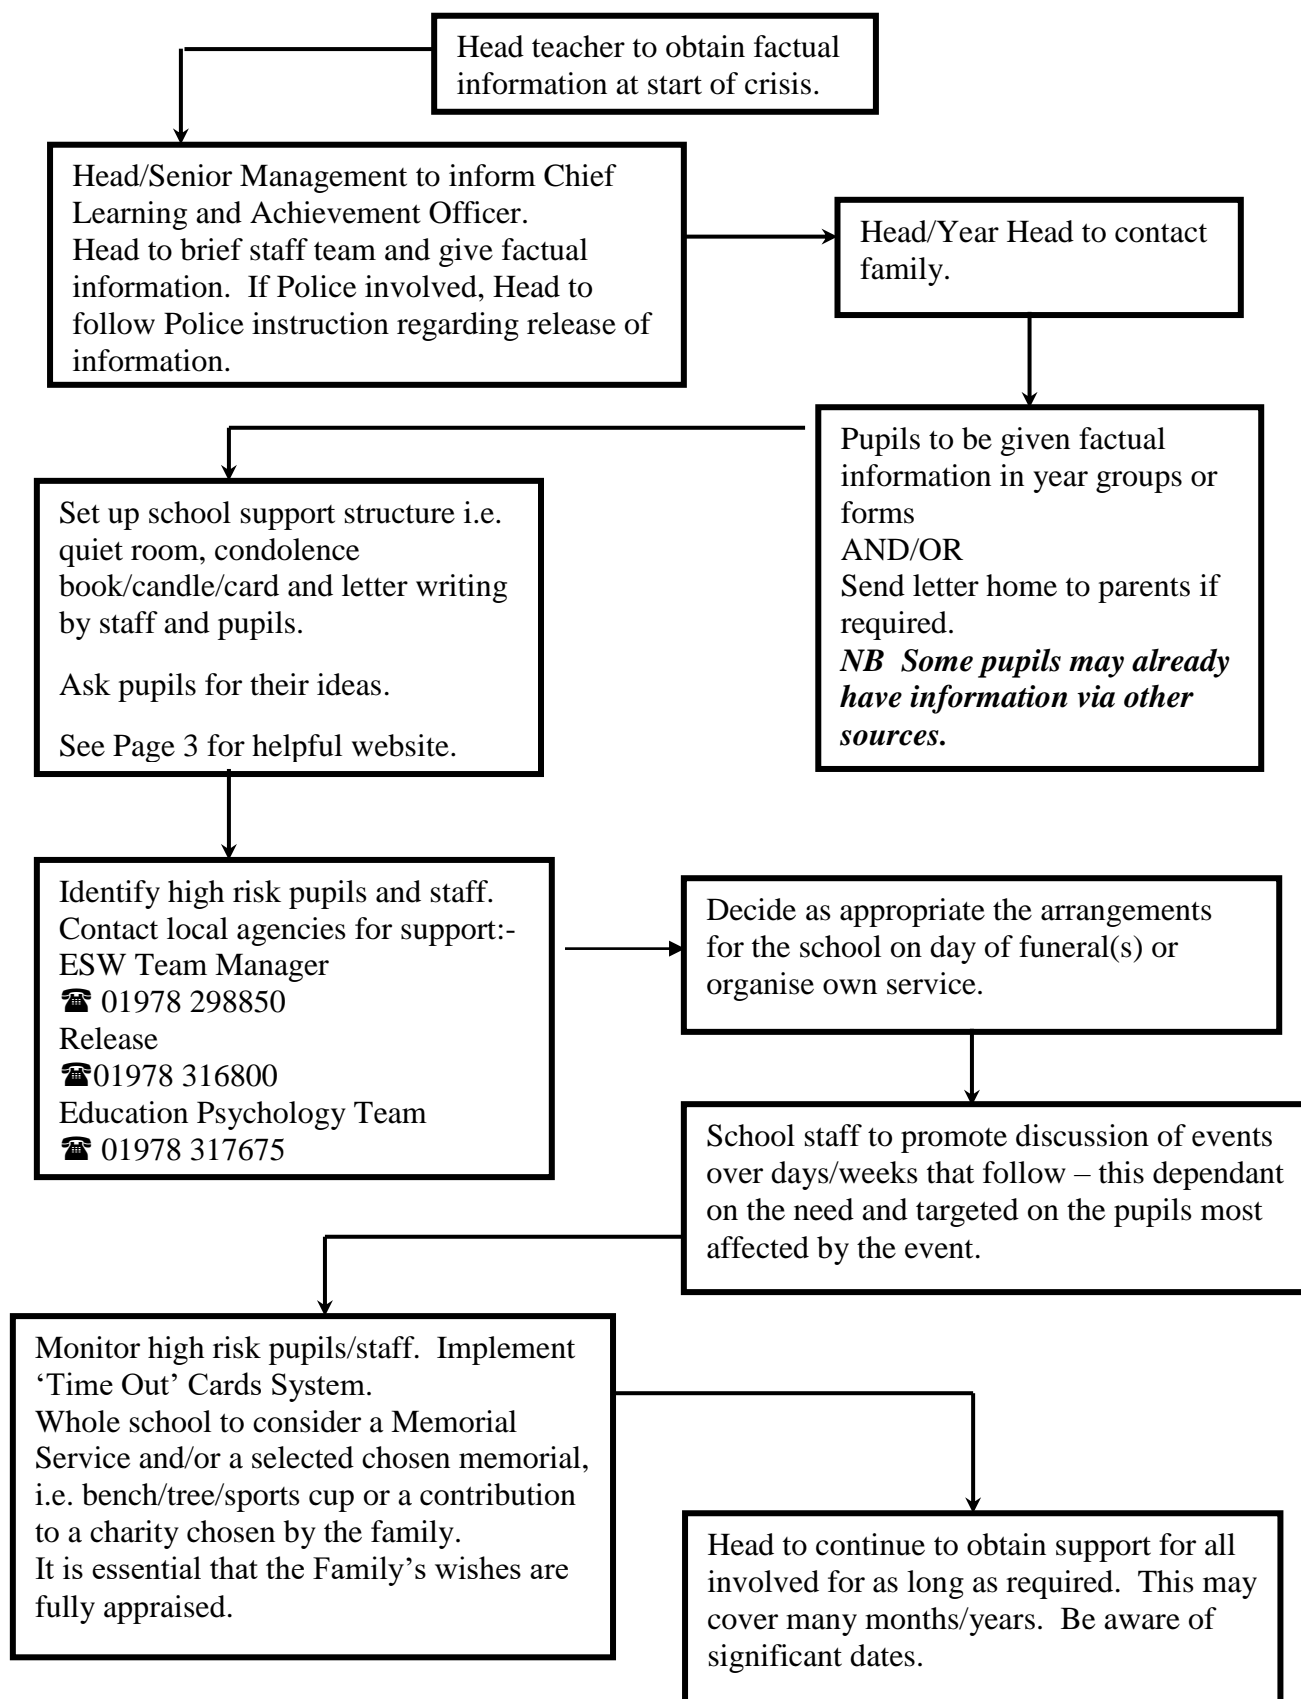 Head teacher to obtain factual
information at start of crisis.
Head/Senior Management to inform Chief
Learning and Achievement Officer.
Head to brief staff team and give factual
information.  If Police involved, Head to
follow Police instruction regarding release of
information.
Head/Year Head to contact
family.
Pupils to be given factual
information in year groups or
forms
AND/OR
Send letter home to parents if
required.
NB  Some pupils may already
have information via other
sources.
Set up school support structure i.e.
quiet room, condolence
book/candle/card and letter writing
by staff and pupils.
Ask pupils for their ideas.
See Page 3 for helpful website.
Identify high risk pupils and staff.
Contact local agencies for support:-
ESW Team Manager
☎ 01978 298850
Release
☎01978 316800
Education Psychology Team
☎ 01978 317675
Decide as appropriate the arrangements
for the school on day of funeral(s) or
organise own service.
School staff to promote discussion of events
over days/weeks that follow – this dependant
on the need and targeted on the pupils most
affected by the event.
Monitor high risk pupils/staff.  Implement
‘Time Out’ Cards System.
Whole school to consider a Memorial
Service and/or a selected chosen memorial,
i.e. bench/tree/sports cup or a contribution
to a charity chosen by the family.
It is essential that the Family’s wishes are
fully appraised.
Head to continue to obtain support for all
involved for as long as required.  This may
cover many months/years.  Be aware of
significant dates.